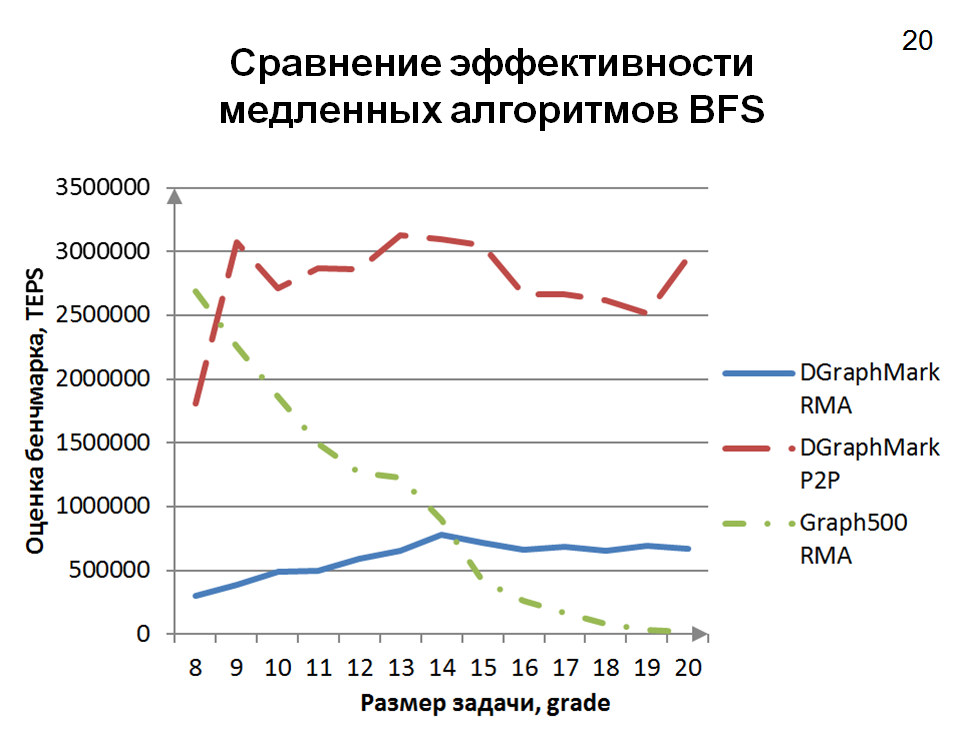 20
Сравнение эффективности
медленных алгоритмов BFS
Оценка бенчмарка, TEPS
3500000
3000000
2500000
2000000
1500000
1000000
500000
0
8 9 10 11 12 13 14 15 16 17 18 19 20
Размер задачи, grade
DGraphMark
RMA
DGraphMark
P2P
Graph500
RMA